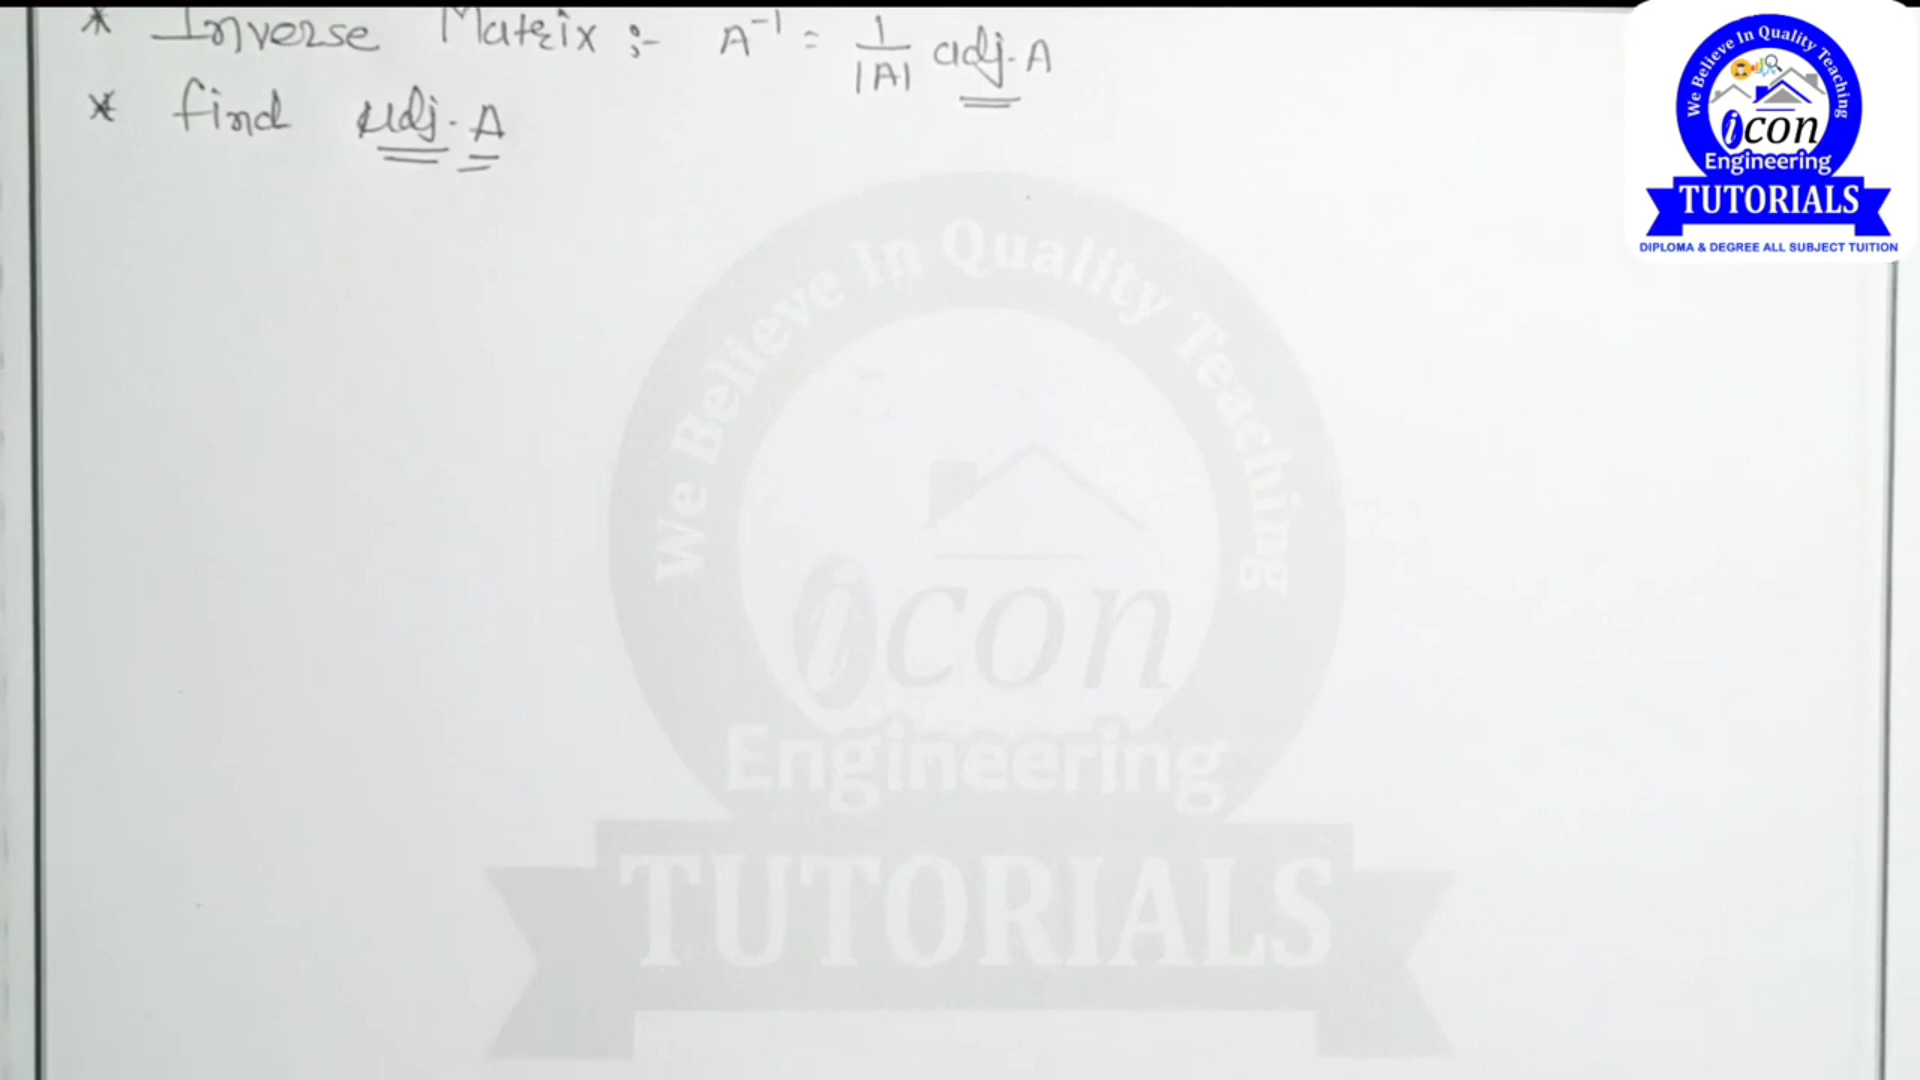 * Inverse Matrix :- A⁻¹ = 1/|A| adj. A
* find adj. A
We Believe In Quality Teaching
icon
Engineering
TUTORIALS
DIPLOMA & DEGREE ALL SUBJECT TUITION
We Believe In Quality Teaching
icon
Engineering
TUTORIALS